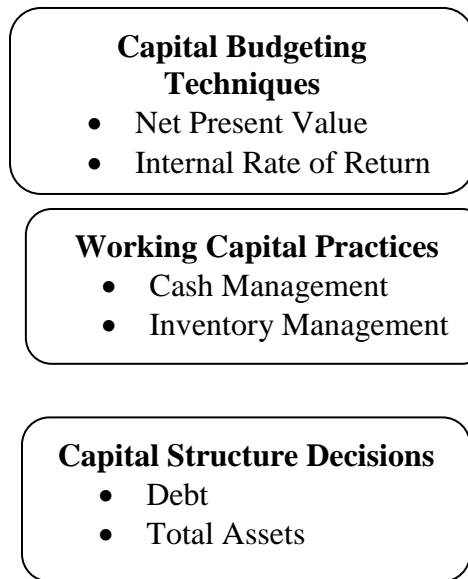 Capital Budgeting
Techniques
• Net Present Value
• Internal Rate of Return
Working Capital Practices
• Cash Management
• Inventory Management
Capital Structure Decisions
• Debt
• Total Assets